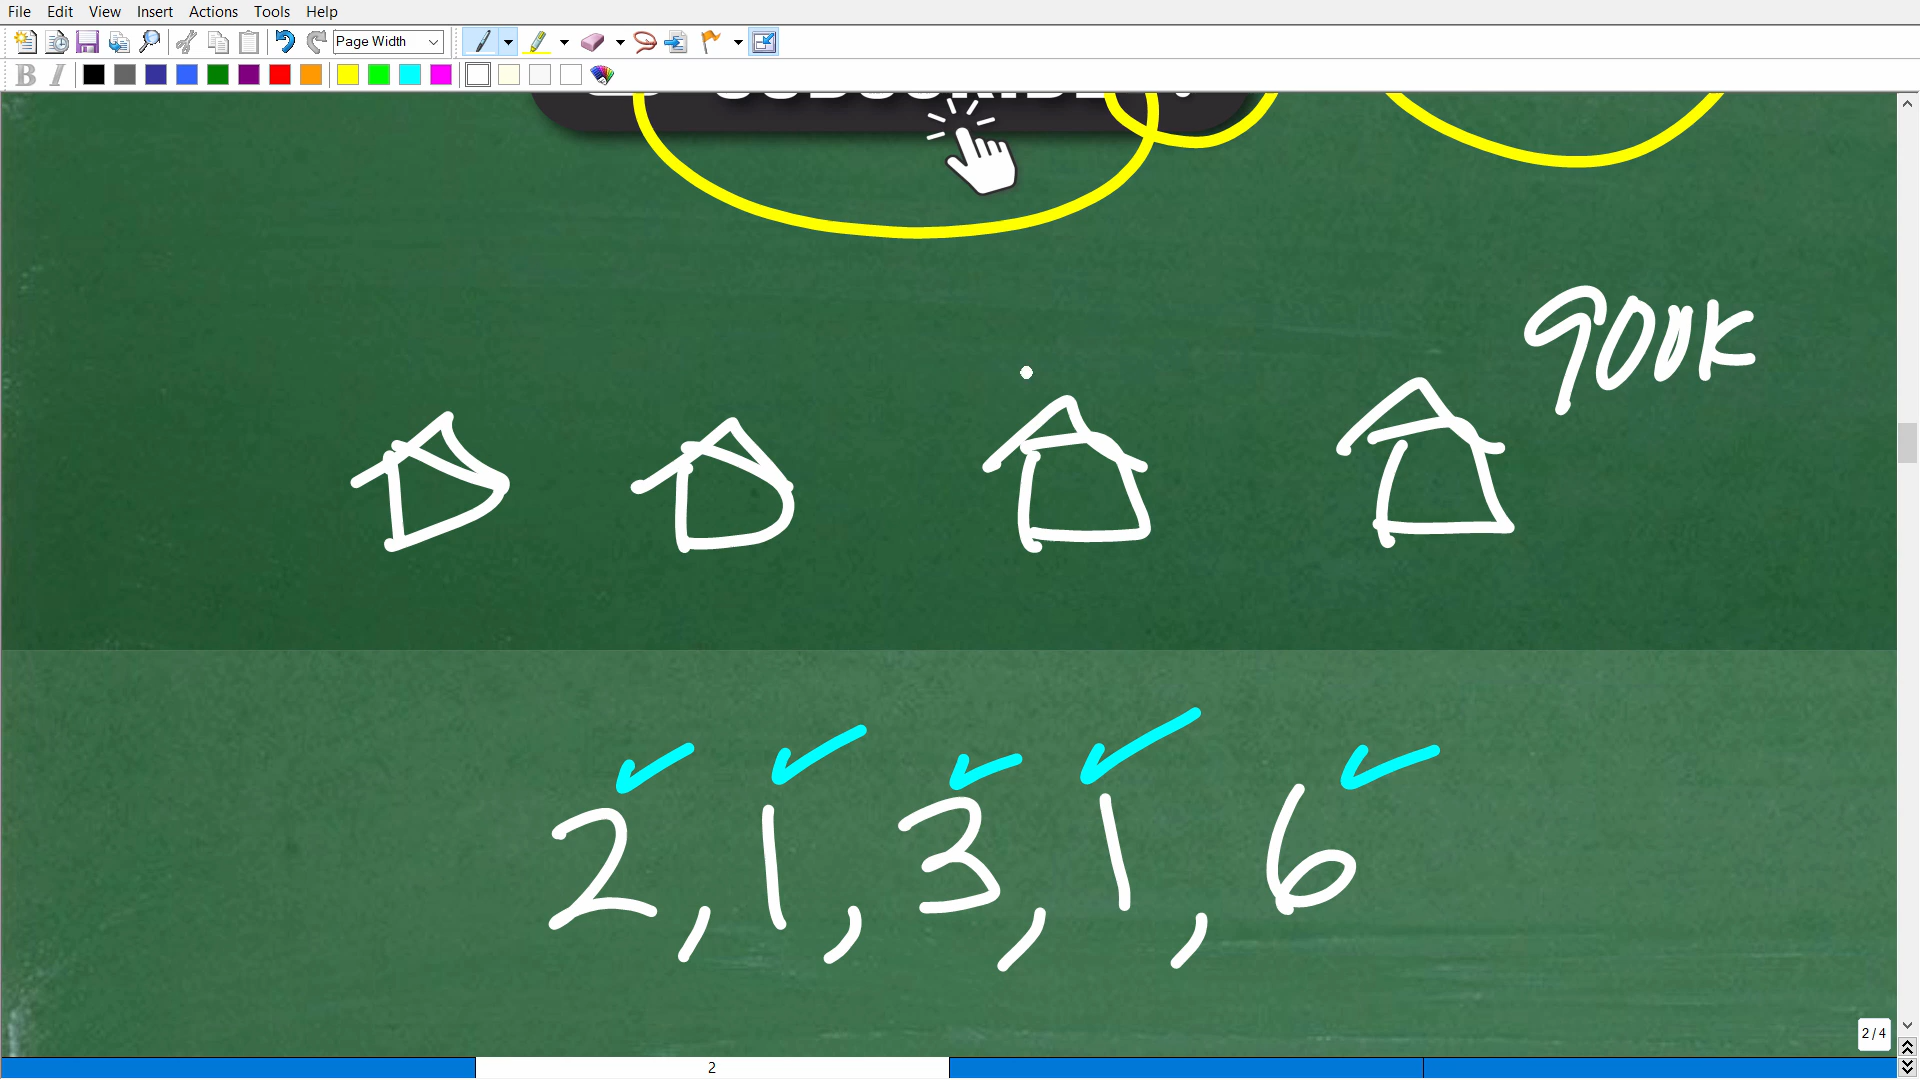 File Edit View Insert Actions Tools Help
Page Width
B I
900K
2, 1, 3, 1, 6
2 / 4
2